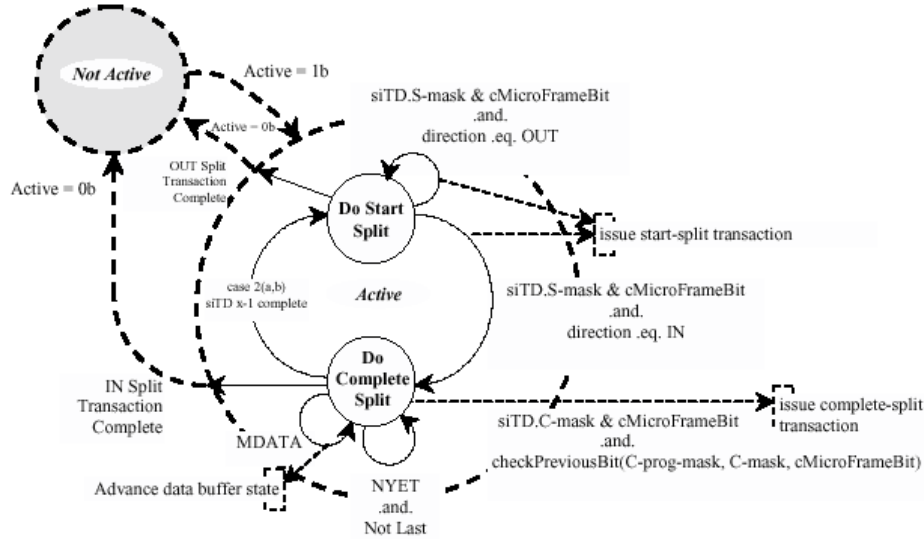 Not Active
Active = 1b
siTD.S-mask & cMicroFrameBit
.and.
direction .eq. OUT
Active = 0b
OUT Split
Transaction
Complete
Active = 0b
Do Start
Split
issue start-split transaction
case 2(a,b)
siTD x-1 complete
Active
siTD.S-mask & cMicroFrameBit
.and.
direction .eq. IN
Do
Complete
Split
IN Split
Transaction
Complete
issue complete-split
transaction
siTD.C-mask & cMicroFrameBit
.and.
checkPreviousBit(C-prog-mask, C-mask, cMicroFrameBit)
MDATA
Advance data buffer state
NYET
.and.
Not Last